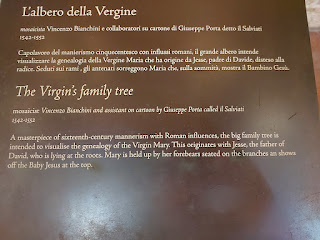 L'albero della Vergine
mosaicista Vincenzo Bianchini e collaboratori su cartone di Giuseppe Porta detto il Salviati
1542-1552
Capolavoro del manierismo cinquecentesco con influssi romani, il grande albero intende
visualizzare la genealogia della Vergine Maria che ha origine da Jesse, padre di Davide, disteso alla
radice. Seduti sui rami, gli antenati sorreggono Maria che, sulla sommità, mostra il Bambino Gesù.
The Virgin's family tree
mosaicist Vincenzo Bianchini and assistant on cartoon by Giuseppe Porta called il Salviati
1542-1552
A masterpiece of sixteenth-century mannerism with Roman influences, the big family tree is
intended to visualise the genealogy of the Virgin Mary. This originates with Jesse, the father of
David, who is lying at the roots. Mary is held up by her forebears seated on the branches an shows
off the Baby Jesus at the top.